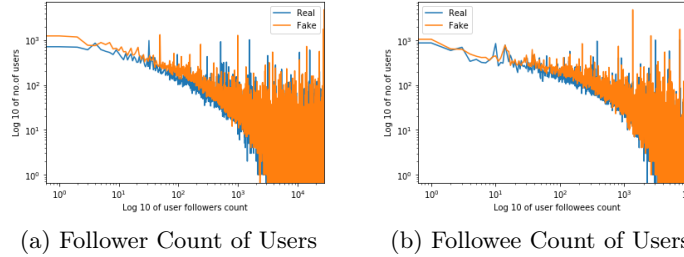 Real
Fake
10³
10²
10¹
10⁰
Log 10 of no.of users
10⁰
10¹
10²
10³
10⁴
Log 10 of user followers count
(a) Follower Count of Users
Real
Fake
10³
10²
10¹
10⁰
Log 10 of no.of users
10⁰
10¹
10²
10³
Log 10 of user followees count
(b) Followee Count of Users